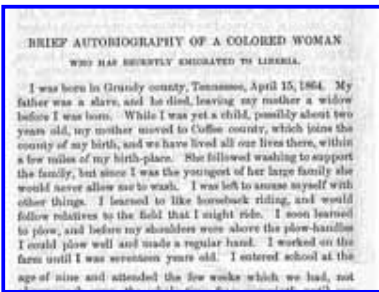 BRIEF AUTOBIOGRAPHY OF A COLORED WOMAN
WHO HAS RECENTLY EMIGRATED TO LIBERIA.
I was born in Grundy county, Tennessee, April 15, 1864. My
father was a slave, and he died, leaving my mother a widow
before I was born. While I was yet a child, possibly about two
years old, my mother moved to Coffee county, which joins the
county of my birth, and we have lived all our lives there, within
a few miles of my birth-place. She followed washing to support
the family, but since I was the youngest of her large family she
would never allow me to wash. I was left to amuse myself with
other things. I learned to like horseback riding, and would
follow relatives to the field that I might ride. I soon learned
to plow, and before my shoulders were above the plow-handles
I could plow well and made a regular hand. I worked on the
farm until I was seventeen years old. I entered school at the
age of nine and attended the few weeks which we had, not